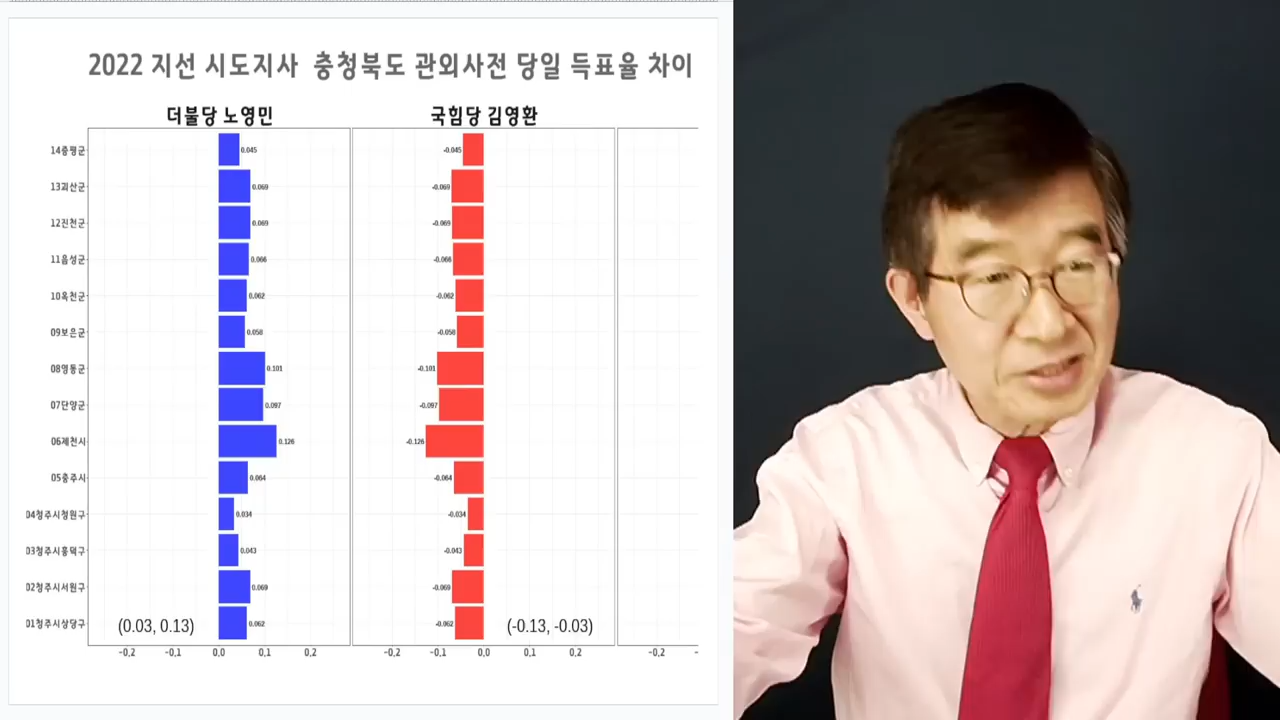 2022 지선 시도지사 충청북도 관외사전 당일 득표율 차이
더불당 노영민
국힘당 김영환
14증평군 0.045 -0.045
13괴산군 0.069 -0.069
12진천군 0.069 -0.069
11음성군 0.066 -0.066
10옥천군 0.062 -0.062
09보은군 0.058 -0.058
08영동군 0.101 -0.101
07단양군 0.097 -0.097
06제천시 0.126 -0.126
05충주시 0.064 -0.064
04청주시청원구 0.034 -0.034
03청주시흥덕구 0.043 -0.043
02청주시서원구 0.069 -0.069
01청주시상당구 0.062 -0.062
(0.03, 0.13) (-0.13, -0.03)
-0,2 -0,1 0,0 0,1 0,2 -0,2 -0,1 0,0 0,1 0,2 -0,2